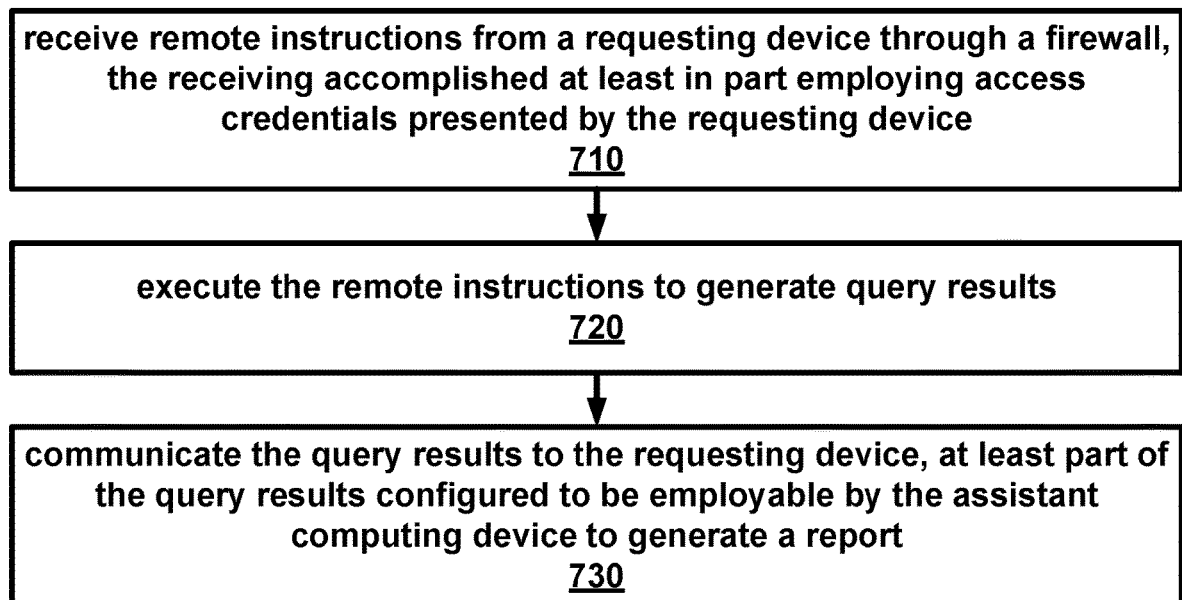 receive remote instructions from a requesting device through a firewall,
the receiving accomplished at least in part employing access
credentials presented by the requesting device
710
execute the remote instructions to generate query results
720
communicate the query results to the requesting device, at least part of
the query results configured to be employable by the assistant
computing device to generate a report
730